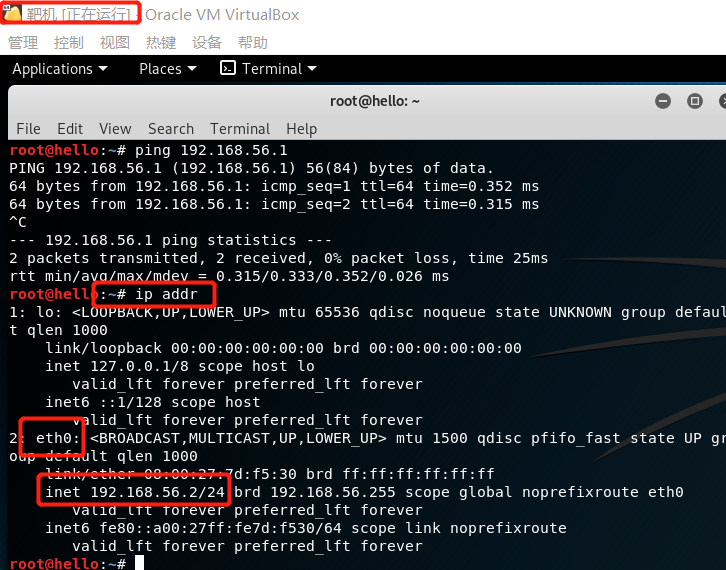 靶机 [正在运行] - Oracle VM VirtualBox
管理 控制 视图 热键 设备 帮助
Applications Places Terminal
root@hello: ~
File Edit View Search Terminal Help
root@hello:~# ping 192.168.56.1
PING 192.168.56.1 (192.168.56.1) 56(84) bytes of data.
64 bytes from 192.168.56.1: icmp_seq=1 ttl=64 time=0.352 ms
64 bytes from 192.168.56.1: icmp_seq=2 ttl=64 time=0.315 ms
^C
--- 192.168.56.1 ping statistics ---
2 packets transmitted, 2 received, 0% packet loss, time 25ms
rtt min/avg/max/mdev = 0.315/0.333/0.352/0.026 ms
root@hello:~# ip addr
1: lo: <LOOPBACK,UP,LOWER_UP> mtu 65536 qdisc noqueue state UNKNOWN group defaul
t qlen 1000
link/loopback 00:00:00:00:00:00 brd 00:00:00:00:00:00
inet 127.0.0.1/8 scope host lo
valid_lft forever preferred_lft forever
inet6 ::1/128 scope host
valid_lft forever preferred_lft forever
2: eth0: <BROADCAST,MULTICAST,UP,LOWER_UP> mtu 1500 qdisc pfifo_fast state UP gr
oup default qlen 1000
link/ether 08:00:27:7d:f5:30 brd ff:ff:ff:ff:ff:ff
inet 192.168.56.2/24 brd 192.168.56.255 scope global noprefixroute eth0
valid_lft forever preferred_lft forever
inet6 fe80::a00:27ff:fe7d:f530/64 scope link noprefixroute
valid_lft forever preferred_lft forever
root@hello:~#